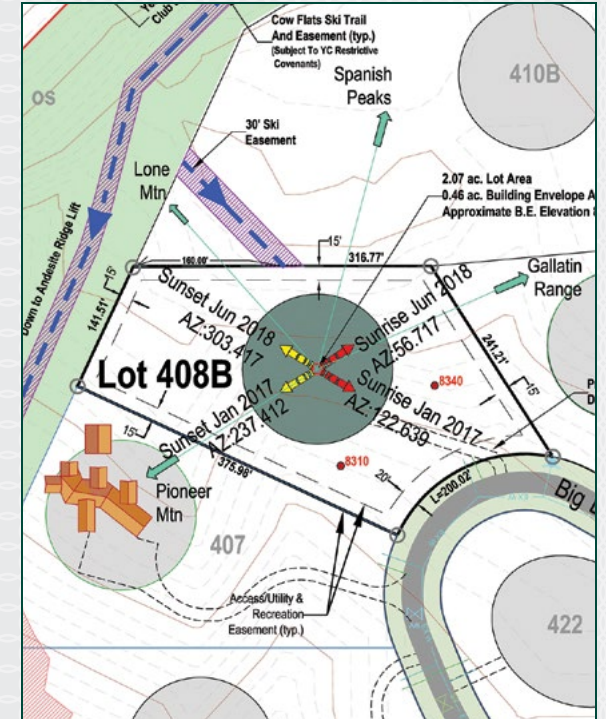 Ye
Club
Cow Flats Ski Trail
And Easement (typ.)
(Subject To YC Restrictive
Covenants)
410B
OS
Spanish
Peaks
30' Ski
Easement
Lone
Mtn
2.07 ac. Lot Area
0.46 ac. Building Envelope A
Approximate B.E. Elevation
Down to Andesite Ridge Lift
160.00'
15'
316.77'
Gallatin
Range
141.51'
15'
Sunset Jun 2018
AZ:303.417
Sunrise Jun 2018
AZ:56.717
241.21'
15'
Lot 408B
8340
Sunset Jan 2017
AZ:237.412
Sunrise Jan 2017
AZ:122.639
P
D
15'
375.98'
8310
20'
L=200.02'
Big
Pioneer
Mtn
407
Access/Utility &
Recreation
Easement (typ.)
422